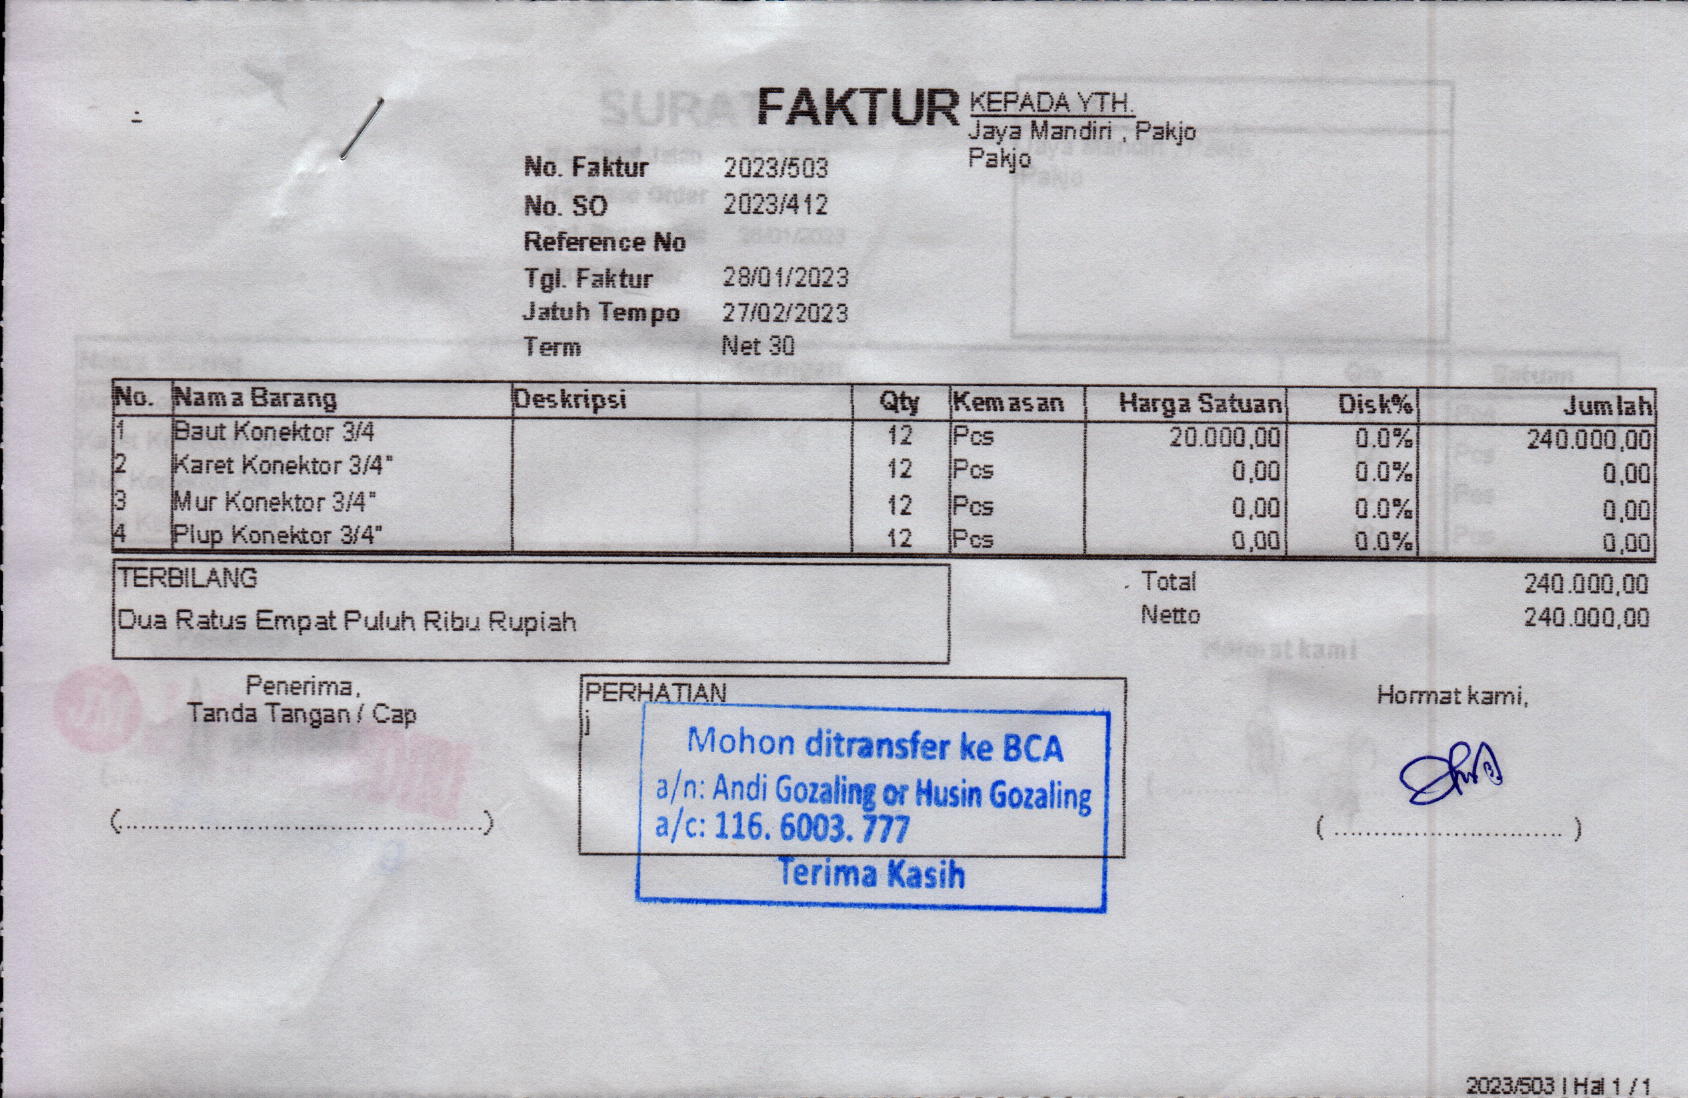 FAKTUR
KEPADA YTH.
Jaya Mandiri , Pakjo
Pakjo
No. Faktur 2023/503
No. SO 2023/412
Reference No
Tgl. Faktur 28/01/2023
Jatuh Tempo 27/02/2023
Term Net 30
No. Nama Barang Deskripsi Qty Kemasan Harga Satuan Disk% Jumlah
1 Baut Konektor 3/4 12 Pcs 20.000,00 0.0% 240.000,00
2 Karet Konektor 3/4" 12 Pcs 0,00 0.0% 0,00
3 Mur Konektor 3/4" 12 Pcs 0,00 0.0% 0,00
4 Plup Konektor 3/4" 12 Pcs 0,00 0.0% 0,00
TERBILANG
Dua Ratus Empat Puluh Ribu Rupiah
Total 240.000,00
Netto 240.000,00
Penerima,
Tanda Tangan / Cap
(................................................)
PERHATIAN
j
Mohon ditransfer ke BCA
a/n: Andi Gozaling or Husin Gozaling
a/c: 116. 6003. 777
Terima Kasih
Hormat kami,
( .............................. )
2023/503 | Hal 1 / 1